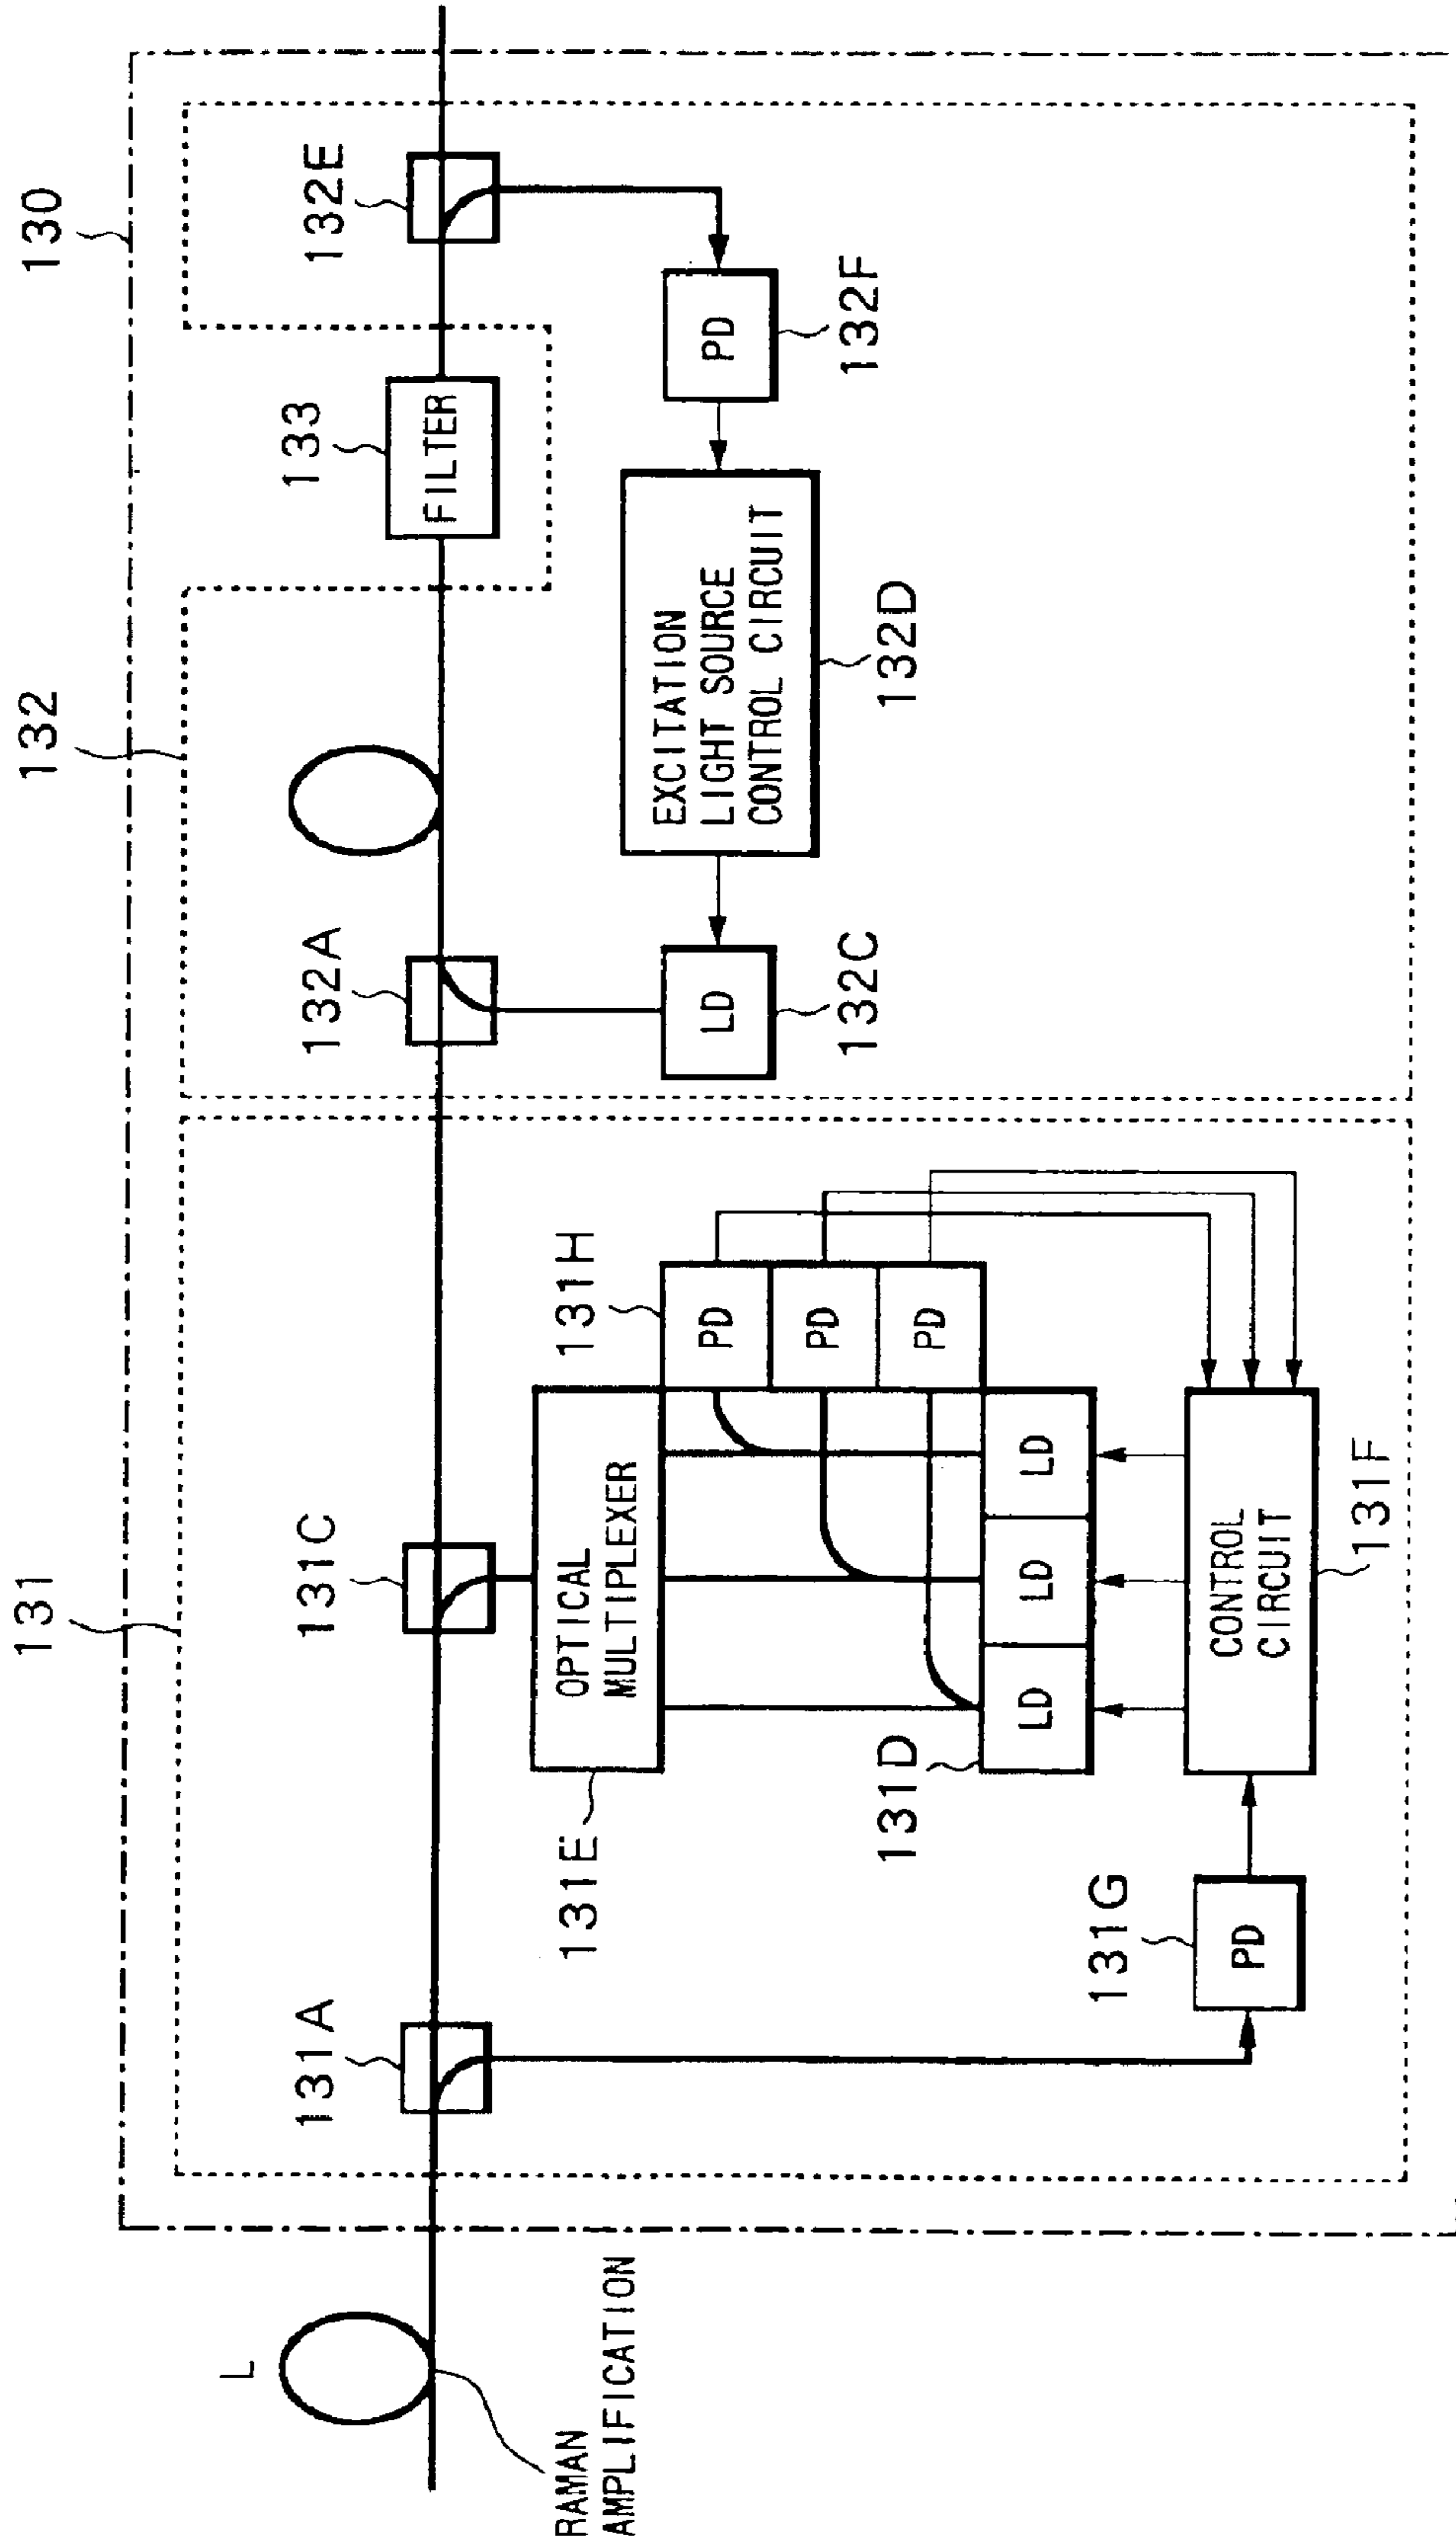 130
131
132
131A
131C
132A
133
132E
FILTER
L
RAMAN
AMPLIFICATION
131E
OPTICAL
MULTIPLEXER
131H
PD
PD
PD
131D
LD
LD
LD
131G
PD
CONTROL
CIRCUIT
131F
LD
132C
EXCITATION
LIGHT SOURCE
CONTROL CIRCUIT
132D
PD
132F